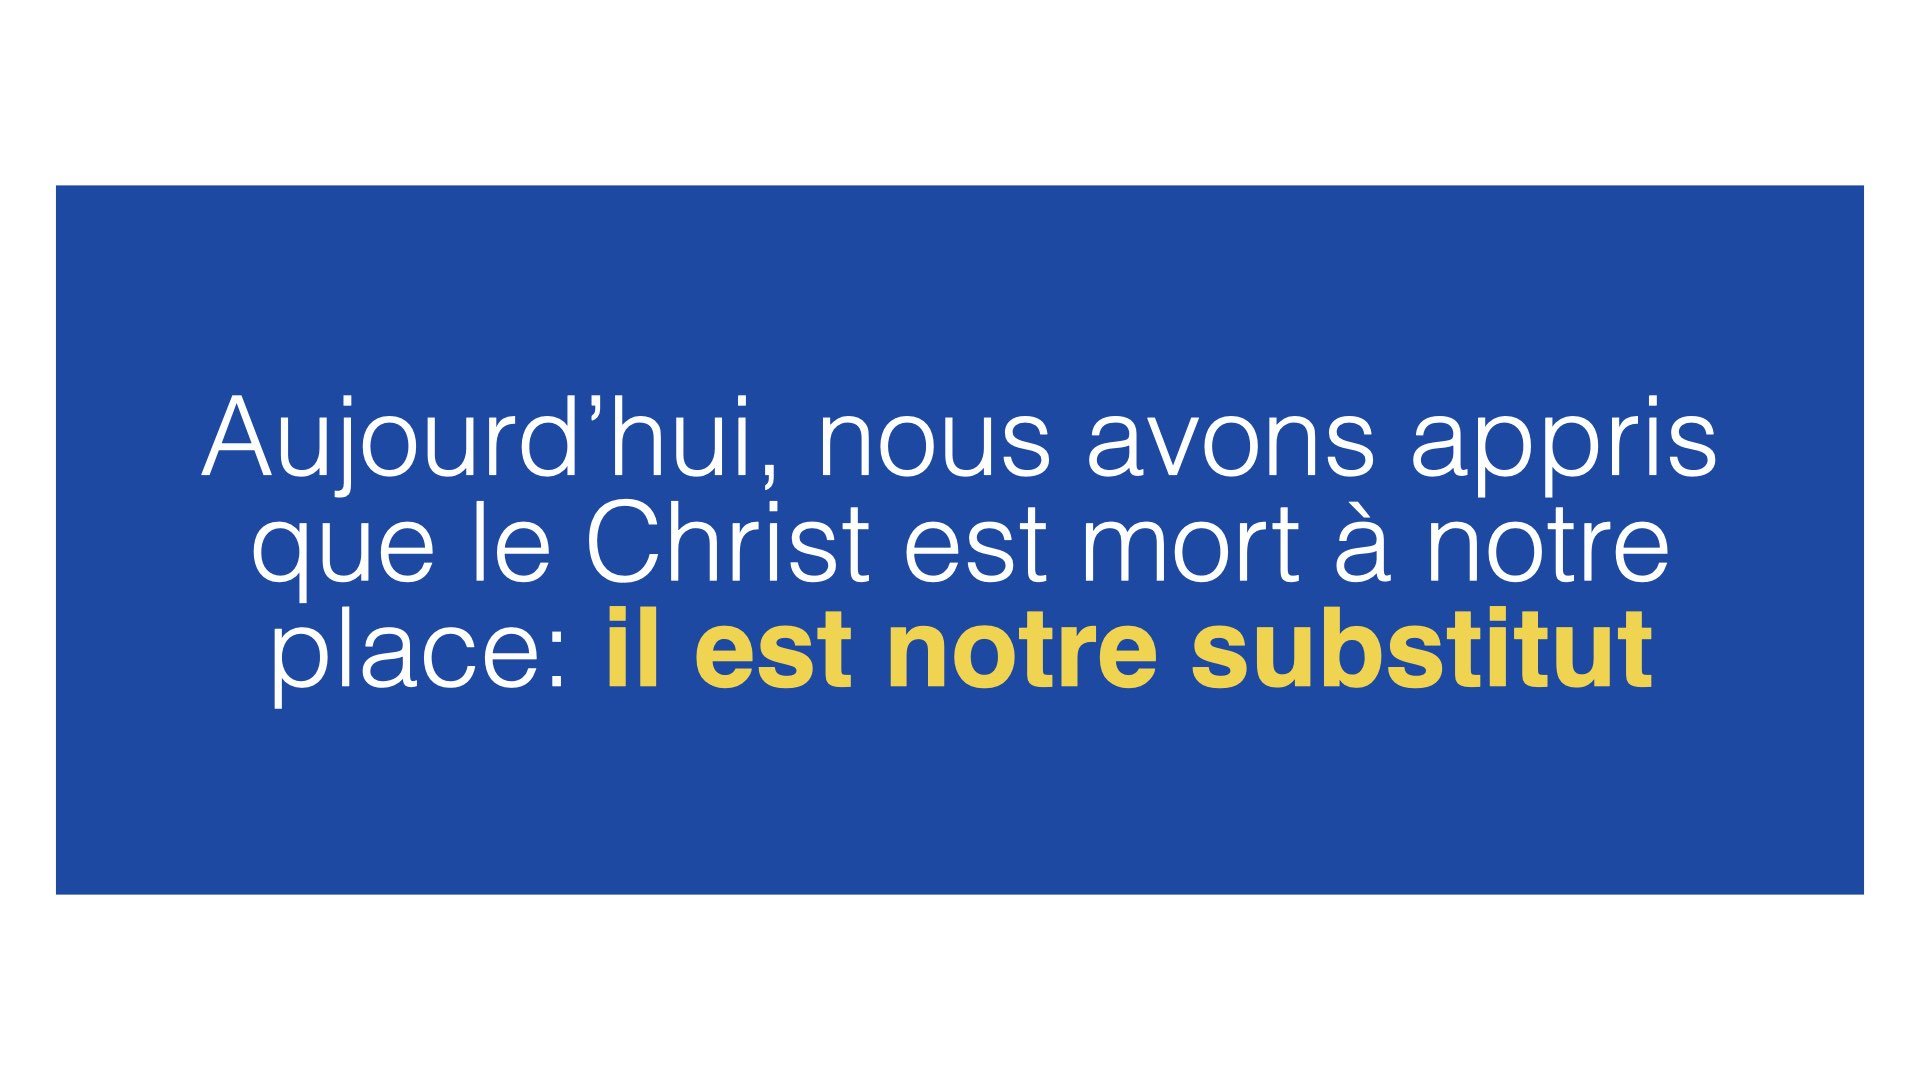 Aujourd’hui, nous avons appris
que le Christ est mort à notre
place: il est notre substitut